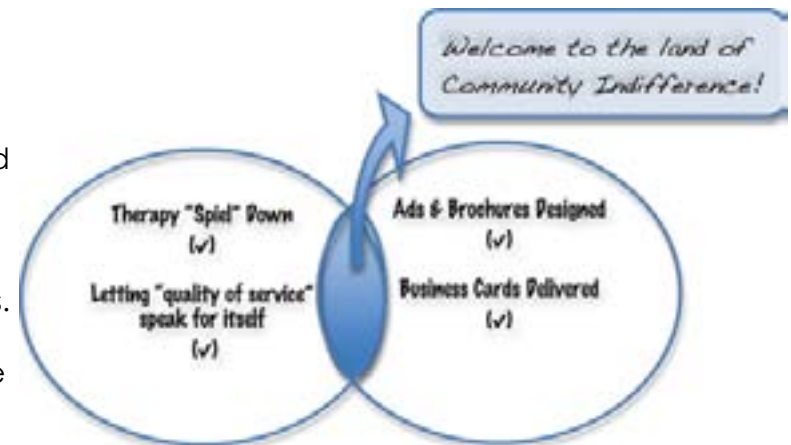 Welcome to the land of
Community Indifference!
Therapy "Spiel" Down
(✓)
Letting "quality of service"
speak for itself
(✓)
Ads & Brochures Designed
(✓)
Business Cards Delivered
(✓)